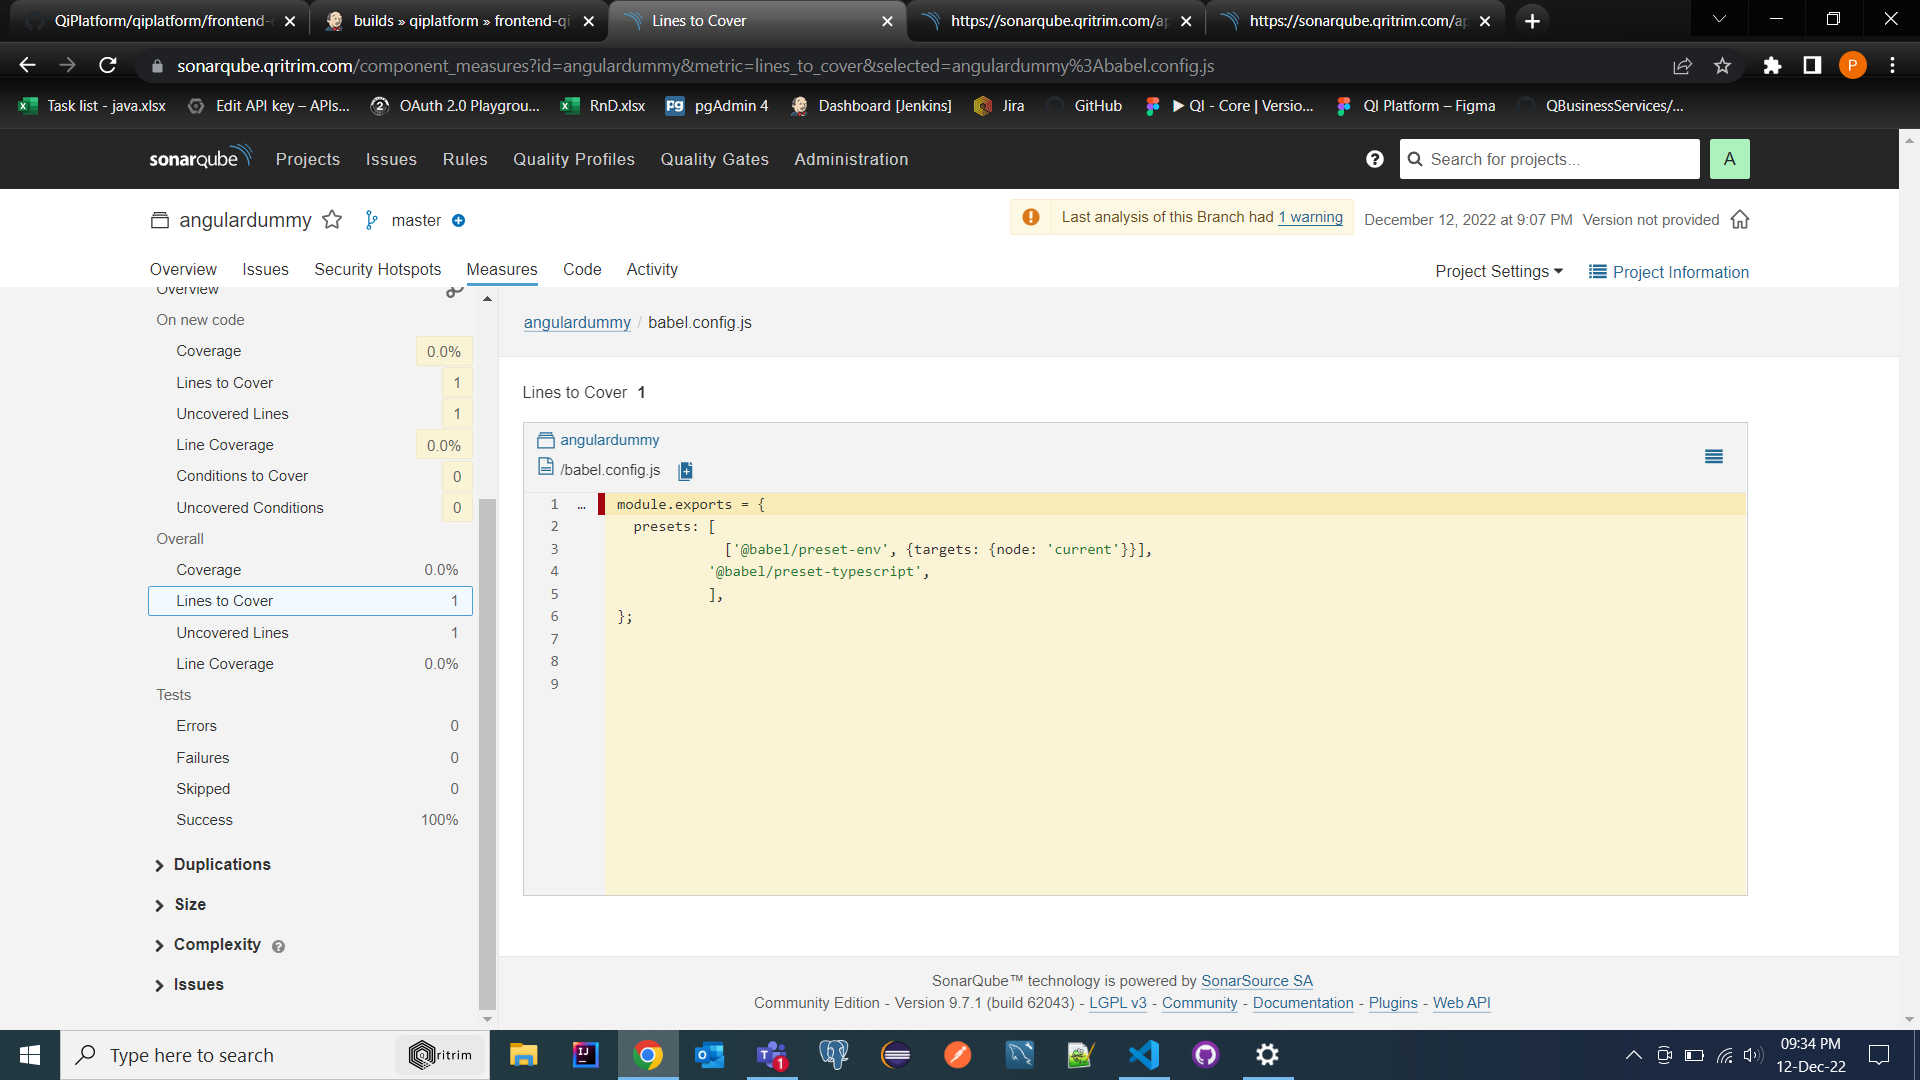 QiPlatform/qiplatform/frontend-
builds » qiplatform » frontend-qi
Lines to Cover
https://sonarqube.qritrim.com/ap
https://sonarqube.qritrim.com/ap
sonarqube.qritrim.com/component_measures?id=angulardummy&metric=lines_to_cover&selected=angulardummy%3Ababel.config.js
P
Task list - java.xlsx
Edit API key – APIs...
OAuth 2.0 Playgrou...
RnD.xlsx
pgAdmin 4
Dashboard [Jenkins]
Jira
GitHub
▶ QI - Core | Versio...
QI Platform – Figma
QBusinessServices/...
sonarqube
Projects
Issues
Rules
Quality Profiles
Quality Gates
Administration
Search for projects...
A
angulardummy
master
Last analysis of this Branch had 1 warning
December 12, 2022 at 9:07 PM
Version not provided
Overview
Issues
Security Hotspots
Measures
Code
Activity
Project Settings
Project Information
Overview
On new code
Coverage 0.0%
Lines to Cover 1
Uncovered Lines 1
Line Coverage 0.0%
Conditions to Cover 0
Uncovered Conditions 0
Overall
Coverage 0.0%
Lines to Cover 1
Uncovered Lines 1
Line Coverage 0.0%
Tests
Errors 0
Failures 0
Skipped 0
Success 100%
Duplications
Size
Complexity
Issues
angulardummy / babel.config.js
Lines to Cover 1
angulardummy
/babel.config.js
1 … module.exports = {
2 presets: [
3 ['@babel/preset-env', {targets: {node: 'current'}}],
4 '@babel/preset-typescript',
5 ],
6 };
7
8
9
SonarQube™ technology is powered by SonarSource SA
Community Edition - Version 9.7.1 (build 62043) - LGPL v3 - Community - Documentation - Plugins - Web API
Type here to search
Qritrim
1
09:34 PM
12-Dec-22